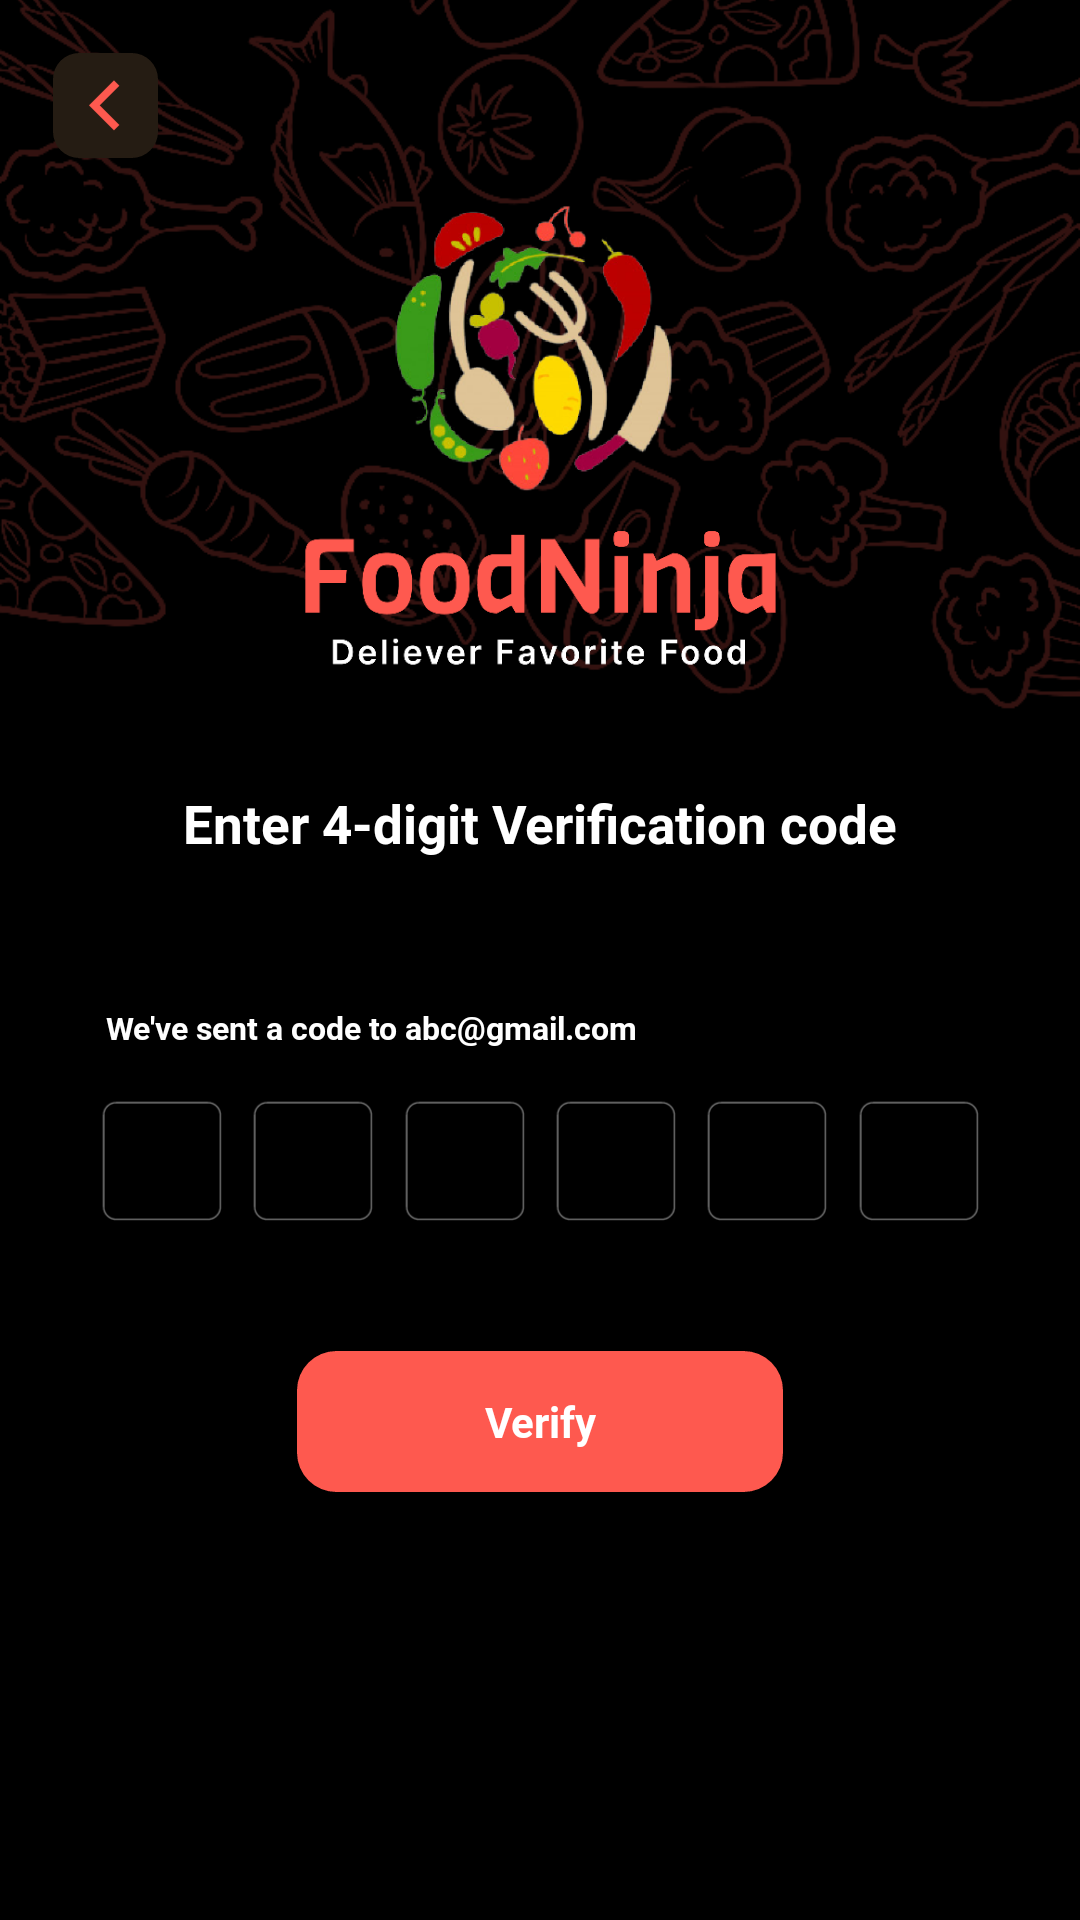 FoodNinja
Deliever Favorite Food
Enter 4-digit Verification code
We've sent a code to abc@gmail.com
Verify